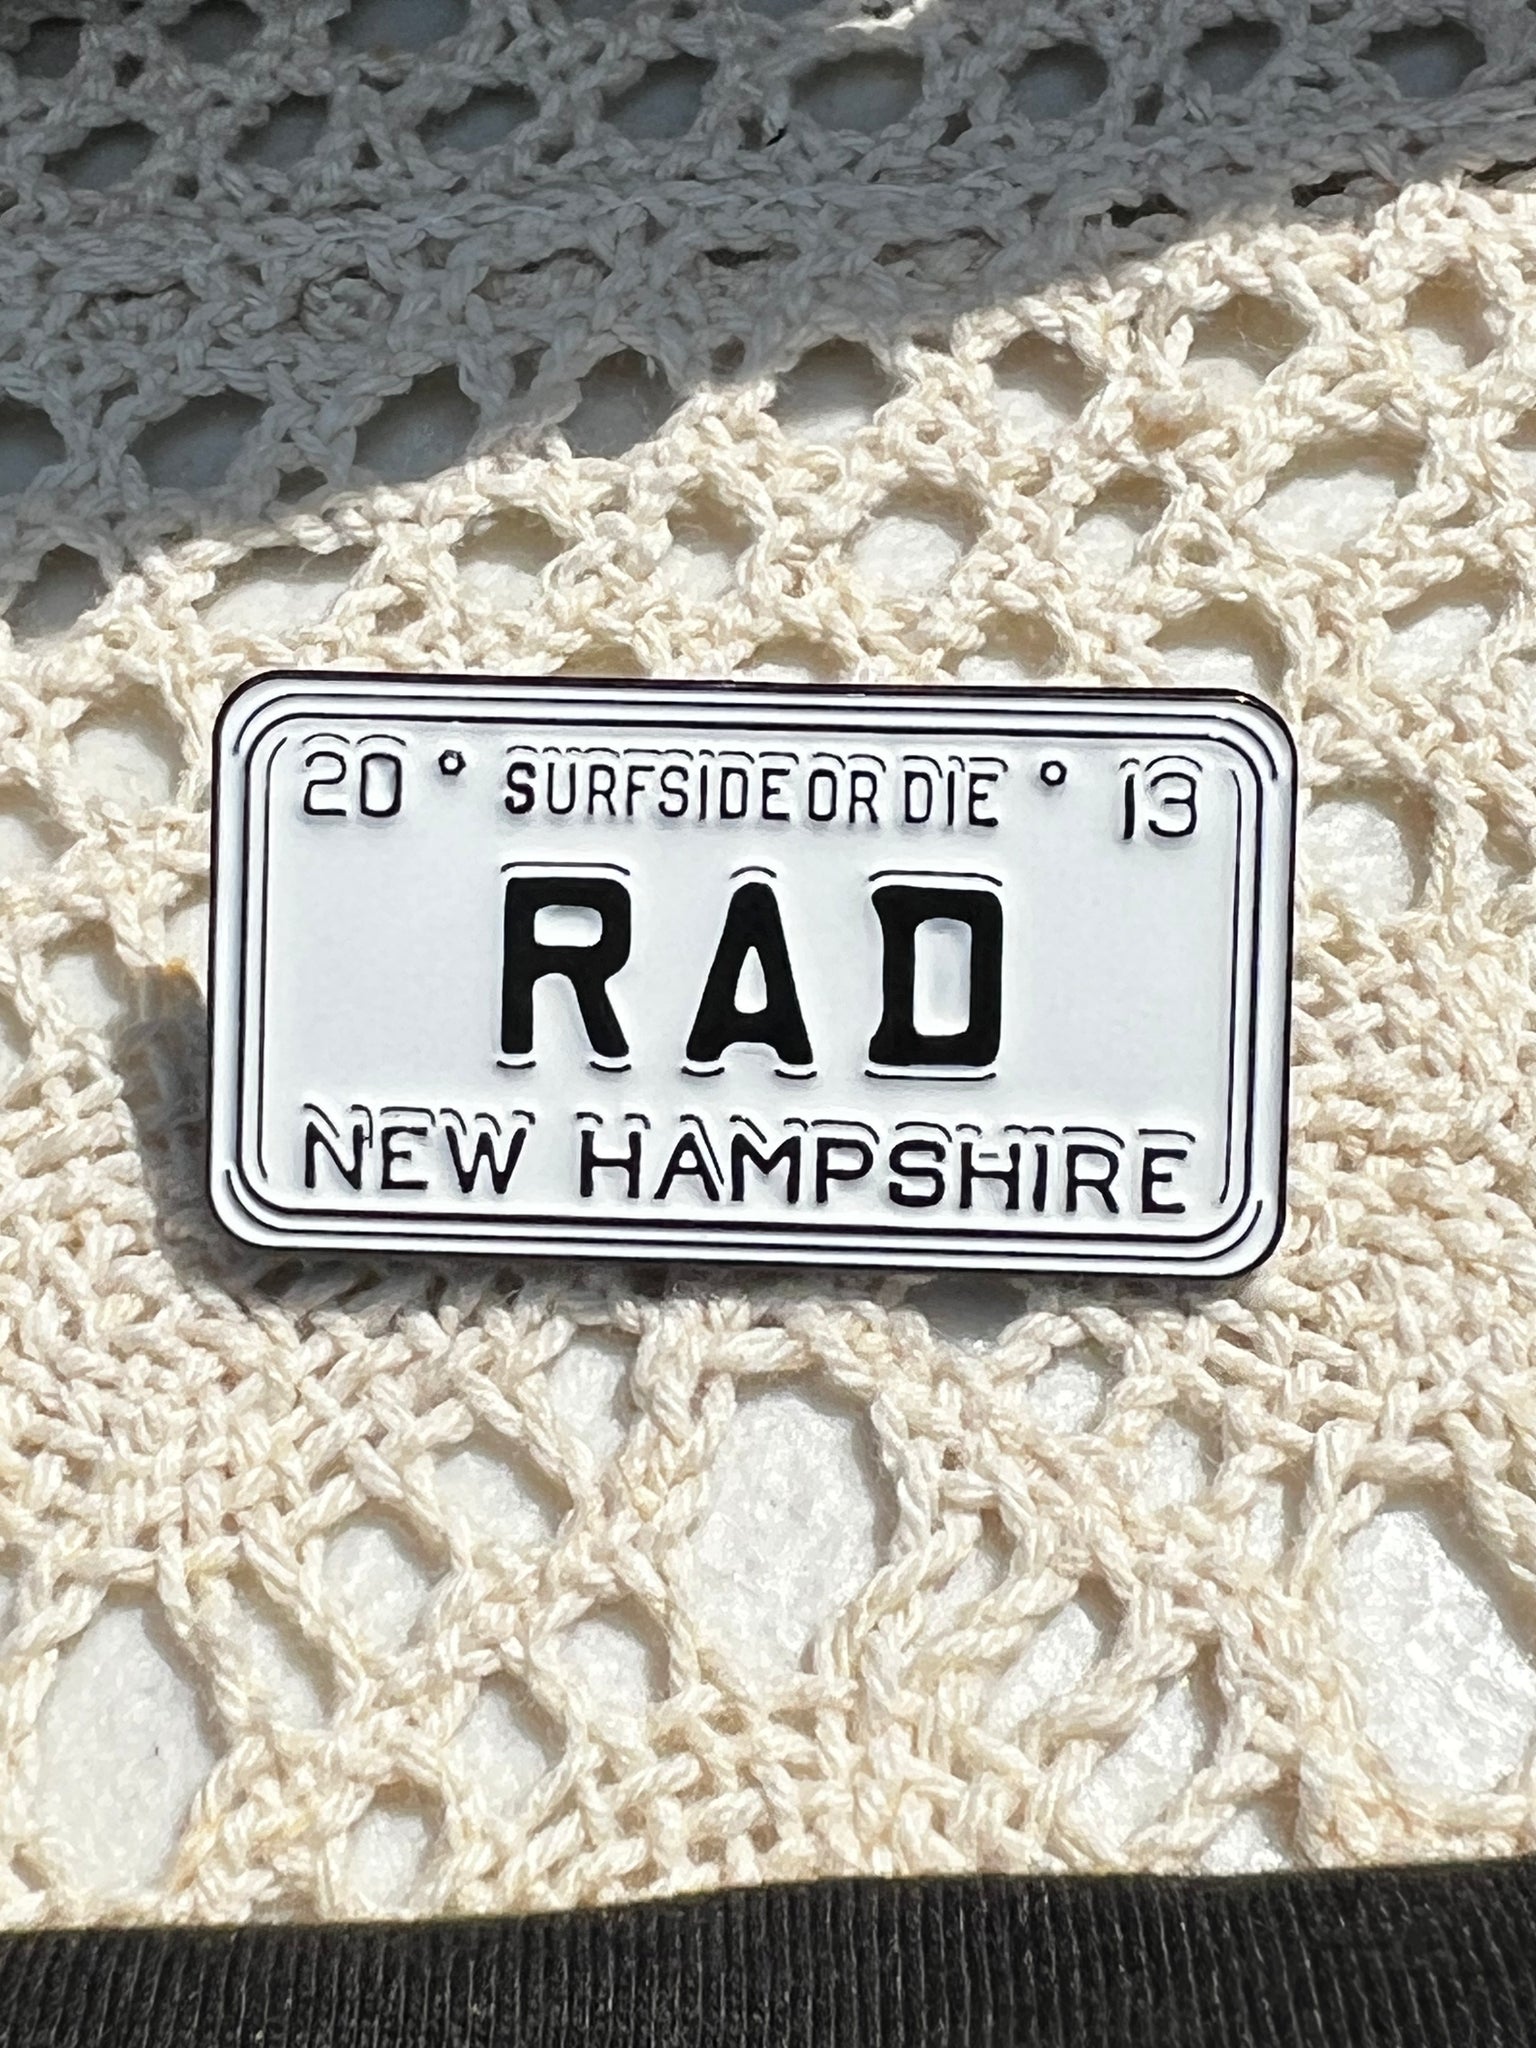 20 ° SURFSIDE OR DIE ° 13
RAD
NEW HAMPSHIRE